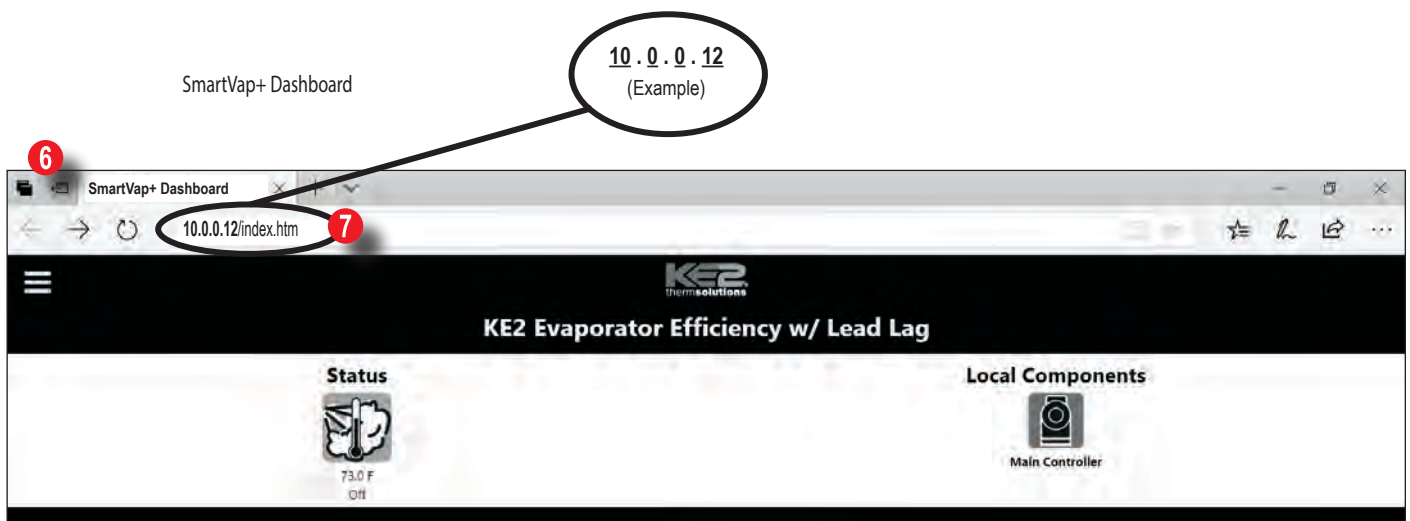 10 . 0 . 0 . 12
(Example)
SmartVap+ Dashboard
6
SmartVap+ Dashboard
10.0.0.12/index.htm
7
KE2
thermsolutions
KE2 Evaporator Efficiency w/ Lead Lag
Status
Local Components
73.0 F
Off
Main Controller